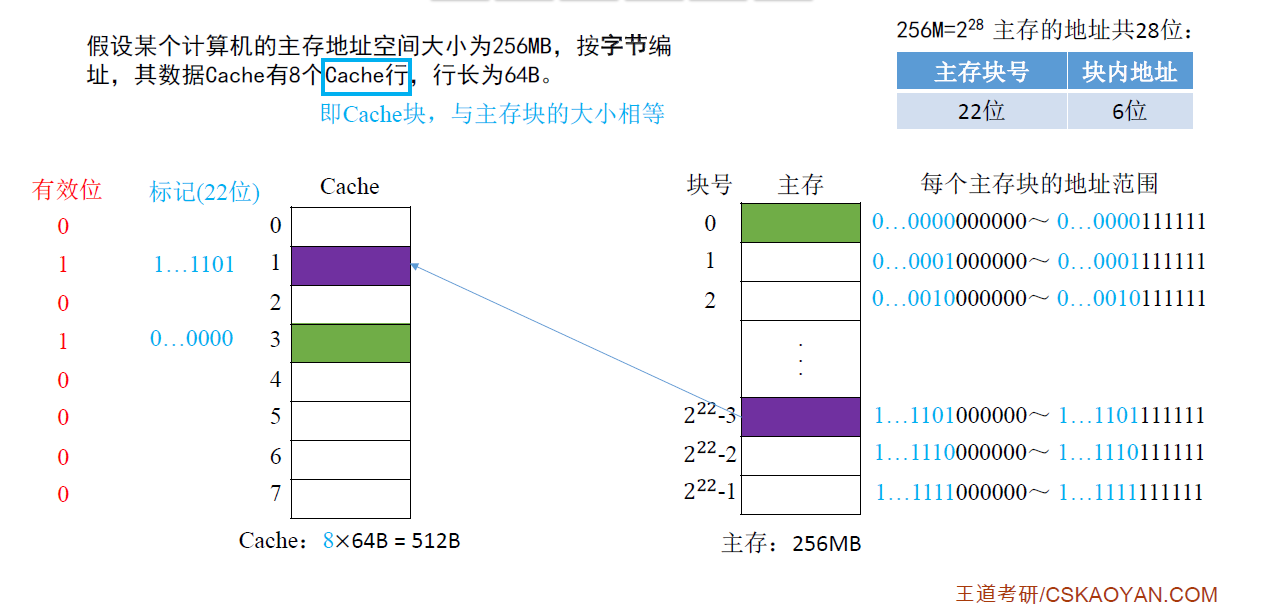 假设某个计算机的主存地址空间大小为256MB，按字节编
址，其数据Cache有8个Cache行，行长为64B。
即Cache块，与主存块的大小相等
256M=2²⁸ 主存的地址共28位：
主存块号 块内地址
22位 6位
有效位 标记(22位) Cache 块号 主存 每个主存块的地址范围
0 0 0 0…0000000000～ 0…0000111111
1 1…1101 1 1 0…0001000000～ 0…0001111111
0 2 2 0…0010000000～ 0…0010111111
1 0…0000 3
0 4
0 5 2²²-3 1…1101000000～ 1…1101111111
0 6 2²²-2 1…1110000000～ 1…1110111111
0 7 2²²-1 1…1111000000～ 1…1111111111
Cache：8×64B = 512B 主存：256MB
王道考研/CSKAOYAN.COM